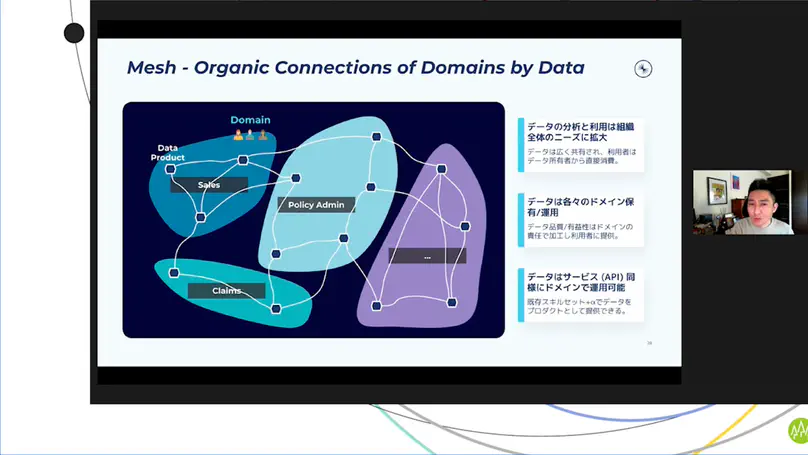 Mesh - Organic Connections of Domains by Data
Domain
Data
Product
Sales
Policy Admin
...
Claims
データの分析と利用は組織
全体のニーズに拡大
データは広く共有され、利用者は
データ所有者から直接消費。
データは各々のドメイン保
有/運用
データ品質/有益性はドメインの
責任で加工し利用者に提供。
データはサービス (API) 同
様にドメインで運用可能
既存スキルセット+αでデータを
プロダクトとして提供できる。